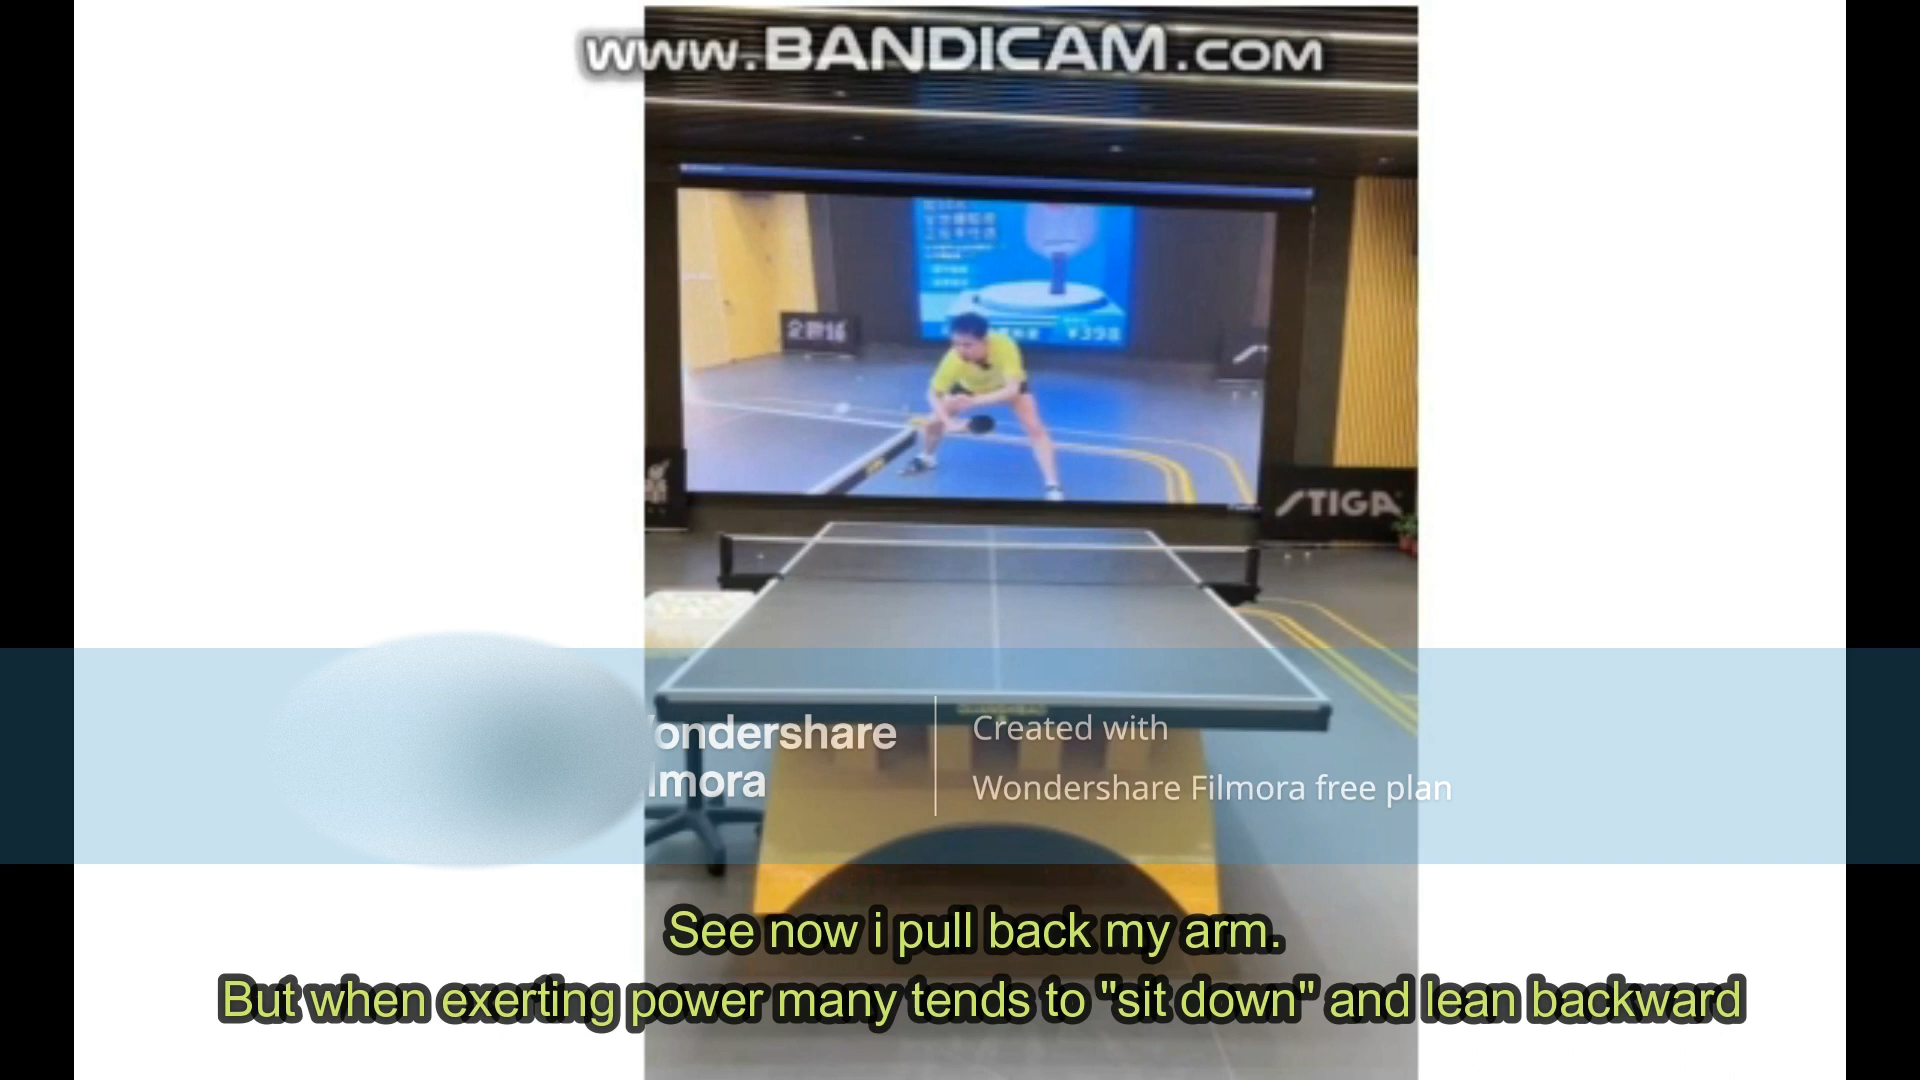 www.BANDICAM.com
¥398
STIGA
ondershare
lmora
Created with
Wondershare Filmora free plan
See now i pull back my arm.
But when exerting power many tends to "sit down" and lean backward